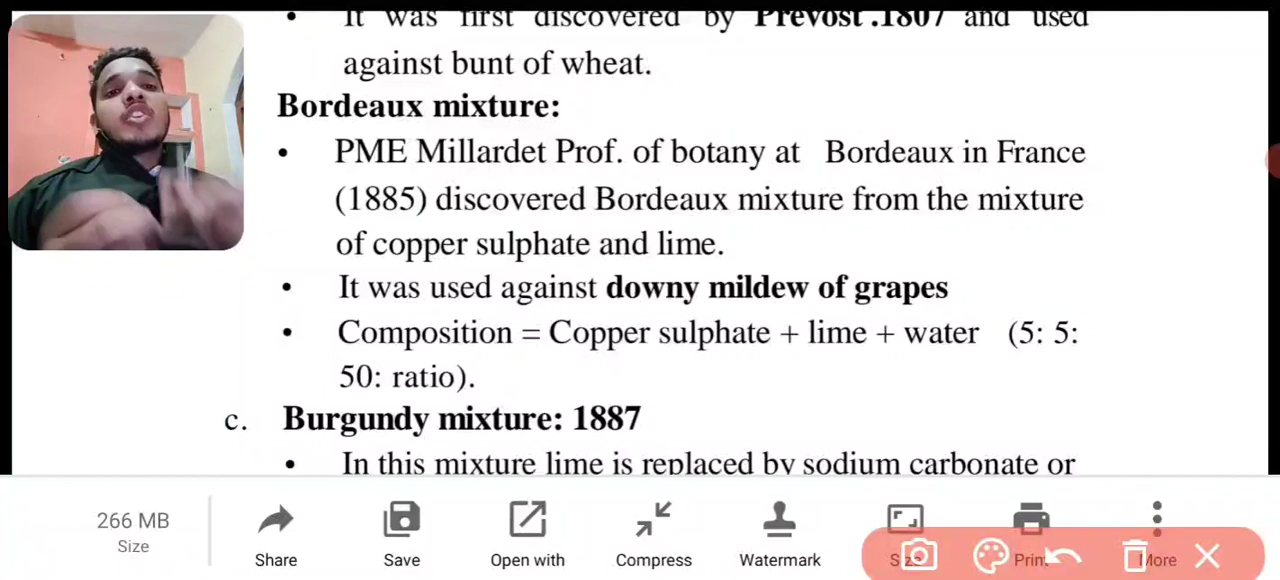 • It was first discovered by Prevost .1807 and used
against bunt of wheat.
Bordeaux mixture:
• PME Millardet Prof. of botany at Bordeaux in France
(1885) discovered Bordeaux mixture from the mixture
of copper sulphate and lime.
• It was used against downy mildew of grapes
• Composition = Copper sulphate + lime + water (5: 5:
50: ratio).
c. Burgundy mixture: 1887
• In this mixture lime is replaced by sodium carbonate or
266 MB
Size
Share
Save
Open with
Compress
Watermark
Size
Print
More